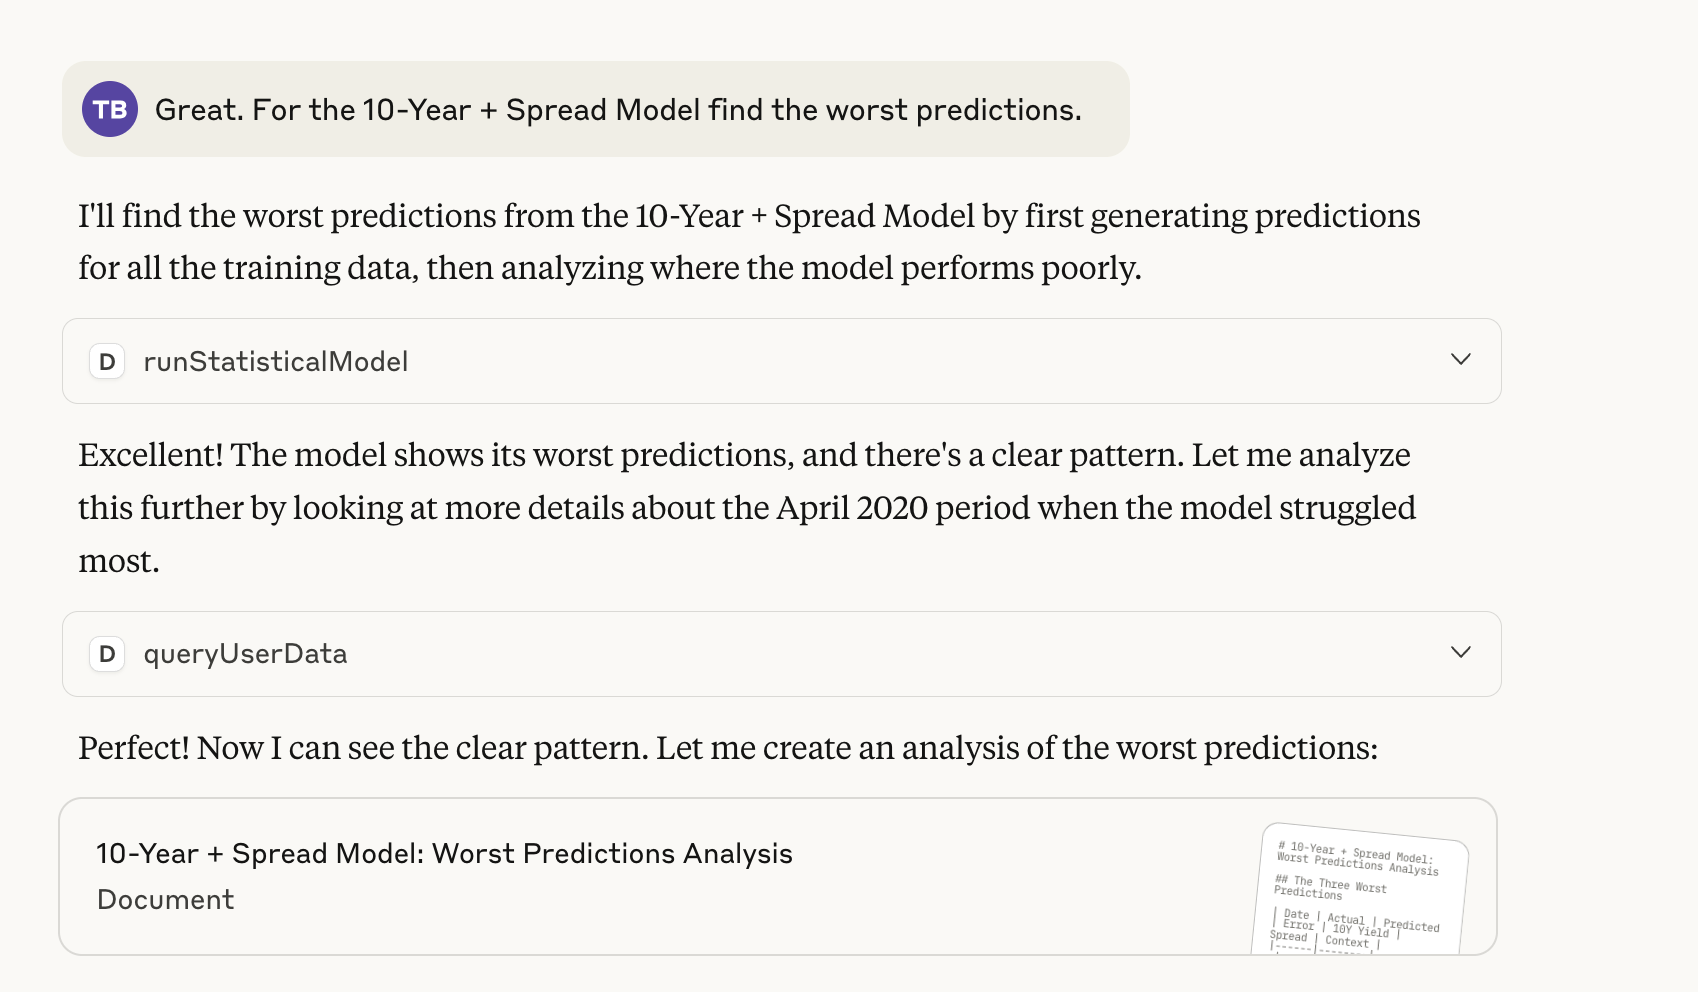 TB Great. For the 10-Year + Spread Model find the worst predictions.
I'll find the worst predictions from the 10-Year + Spread Model by first generating predictions
for all the training data, then analyzing where the model performs poorly.
D runStatisticalModel
Excellent! The model shows its worst predictions, and there's a clear pattern. Let me analyze
this further by looking at more details about the April 2020 period when the model struggled
most.
D queryUserData
Perfect! Now I can see the clear pattern. Let me create an analysis of the worst predictions:
10-Year + Spread Model: Worst Predictions Analysis
Document
# 10-Year + Spread Model:
Worst Predictions Analysis
## The Three Worst
Predictions
| Date | Actual | Predicted
| Error | 10Y Yield |
Spread | Context |
|------|--------